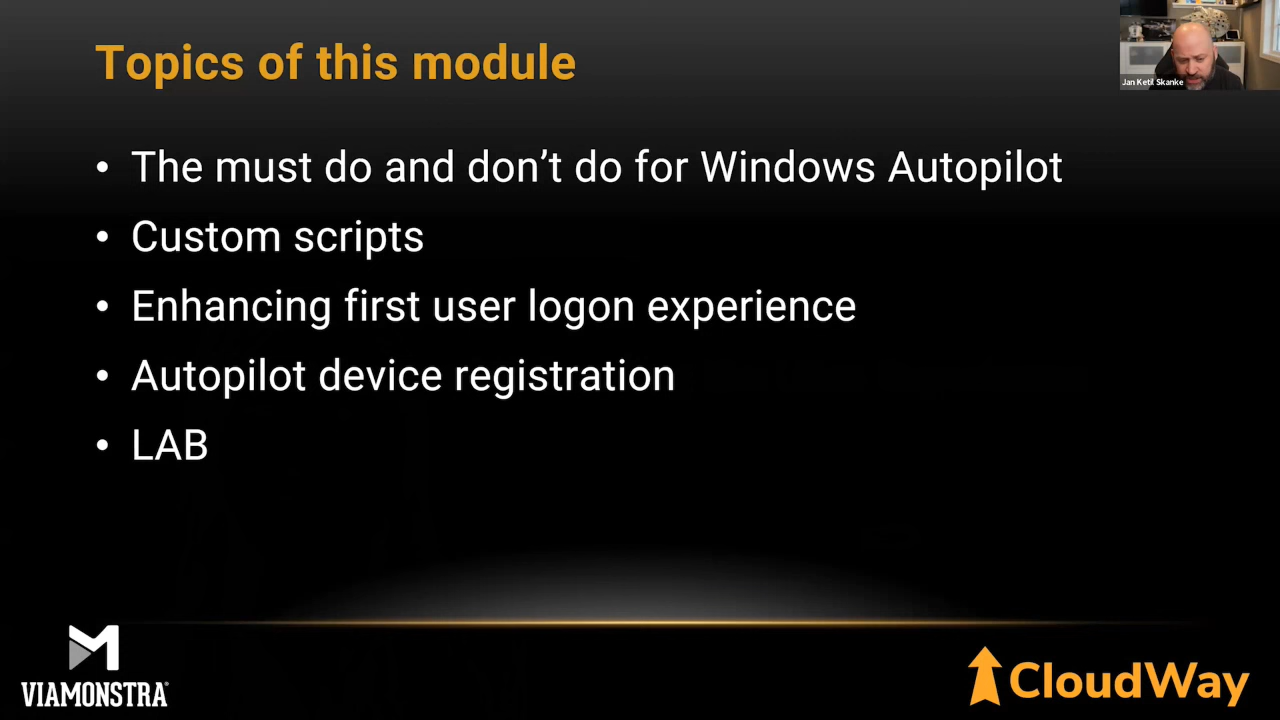 Topics of this module
Jan Ketil Skanke
• The must do and don’t do for Windows Autopilot
• Custom scripts
• Enhancing first user logon experience
• Autopilot device registration
• LAB
VIAMONSTRA®
CloudWay